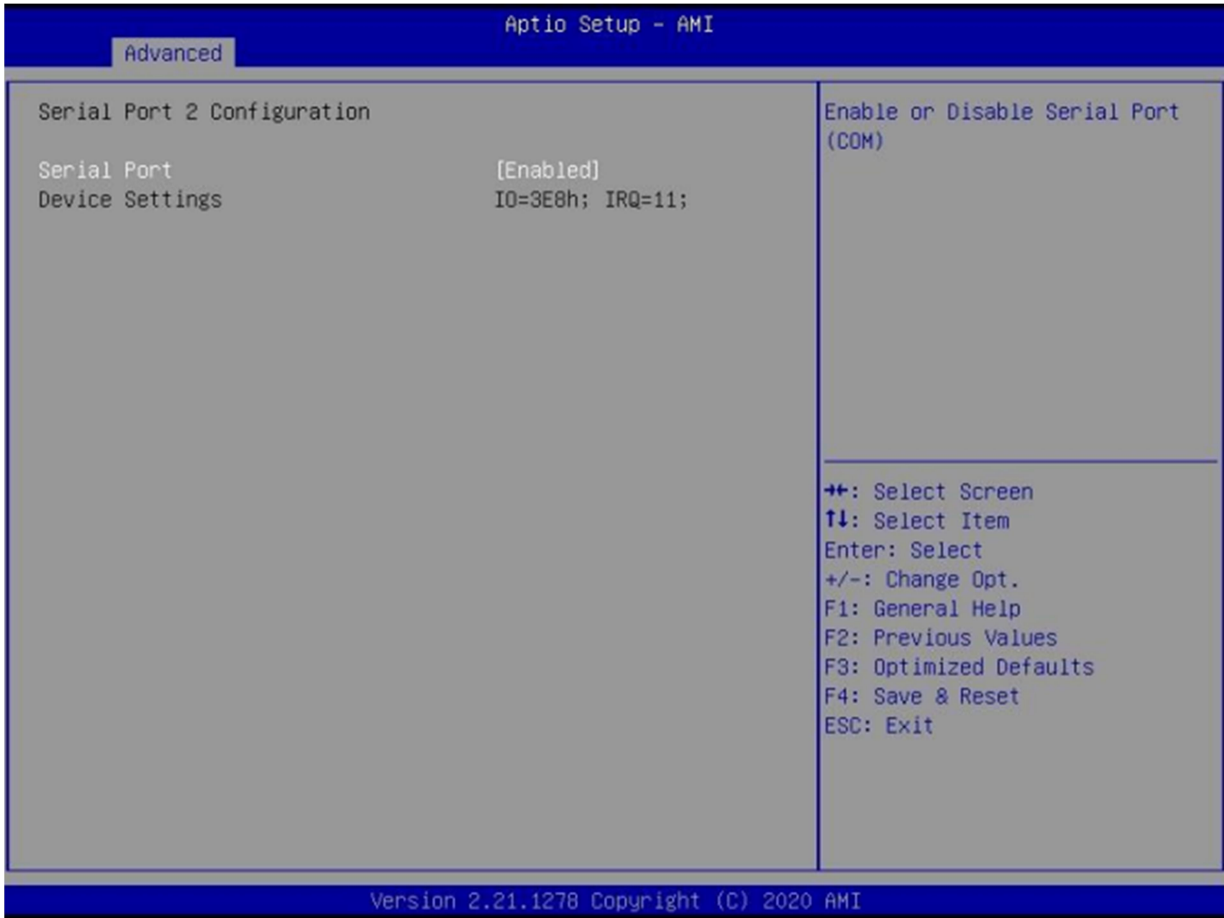 Aptio Setup - AMI
Advanced
Serial Port 2 Configuration
Serial Port [Enabled]
Device Settings IO=3E8h; IRQ=11;
Enable or Disable Serial Port
(COM)
→←: Select Screen
↑↓: Select Item
Enter: Select
+/-: Change Opt.
F1: General Help
F2: Previous Values
F3: Optimized Defaults
F4: Save & Reset
ESC: Exit
Version 2.21.1278 Copyright (C) 2020 AMI